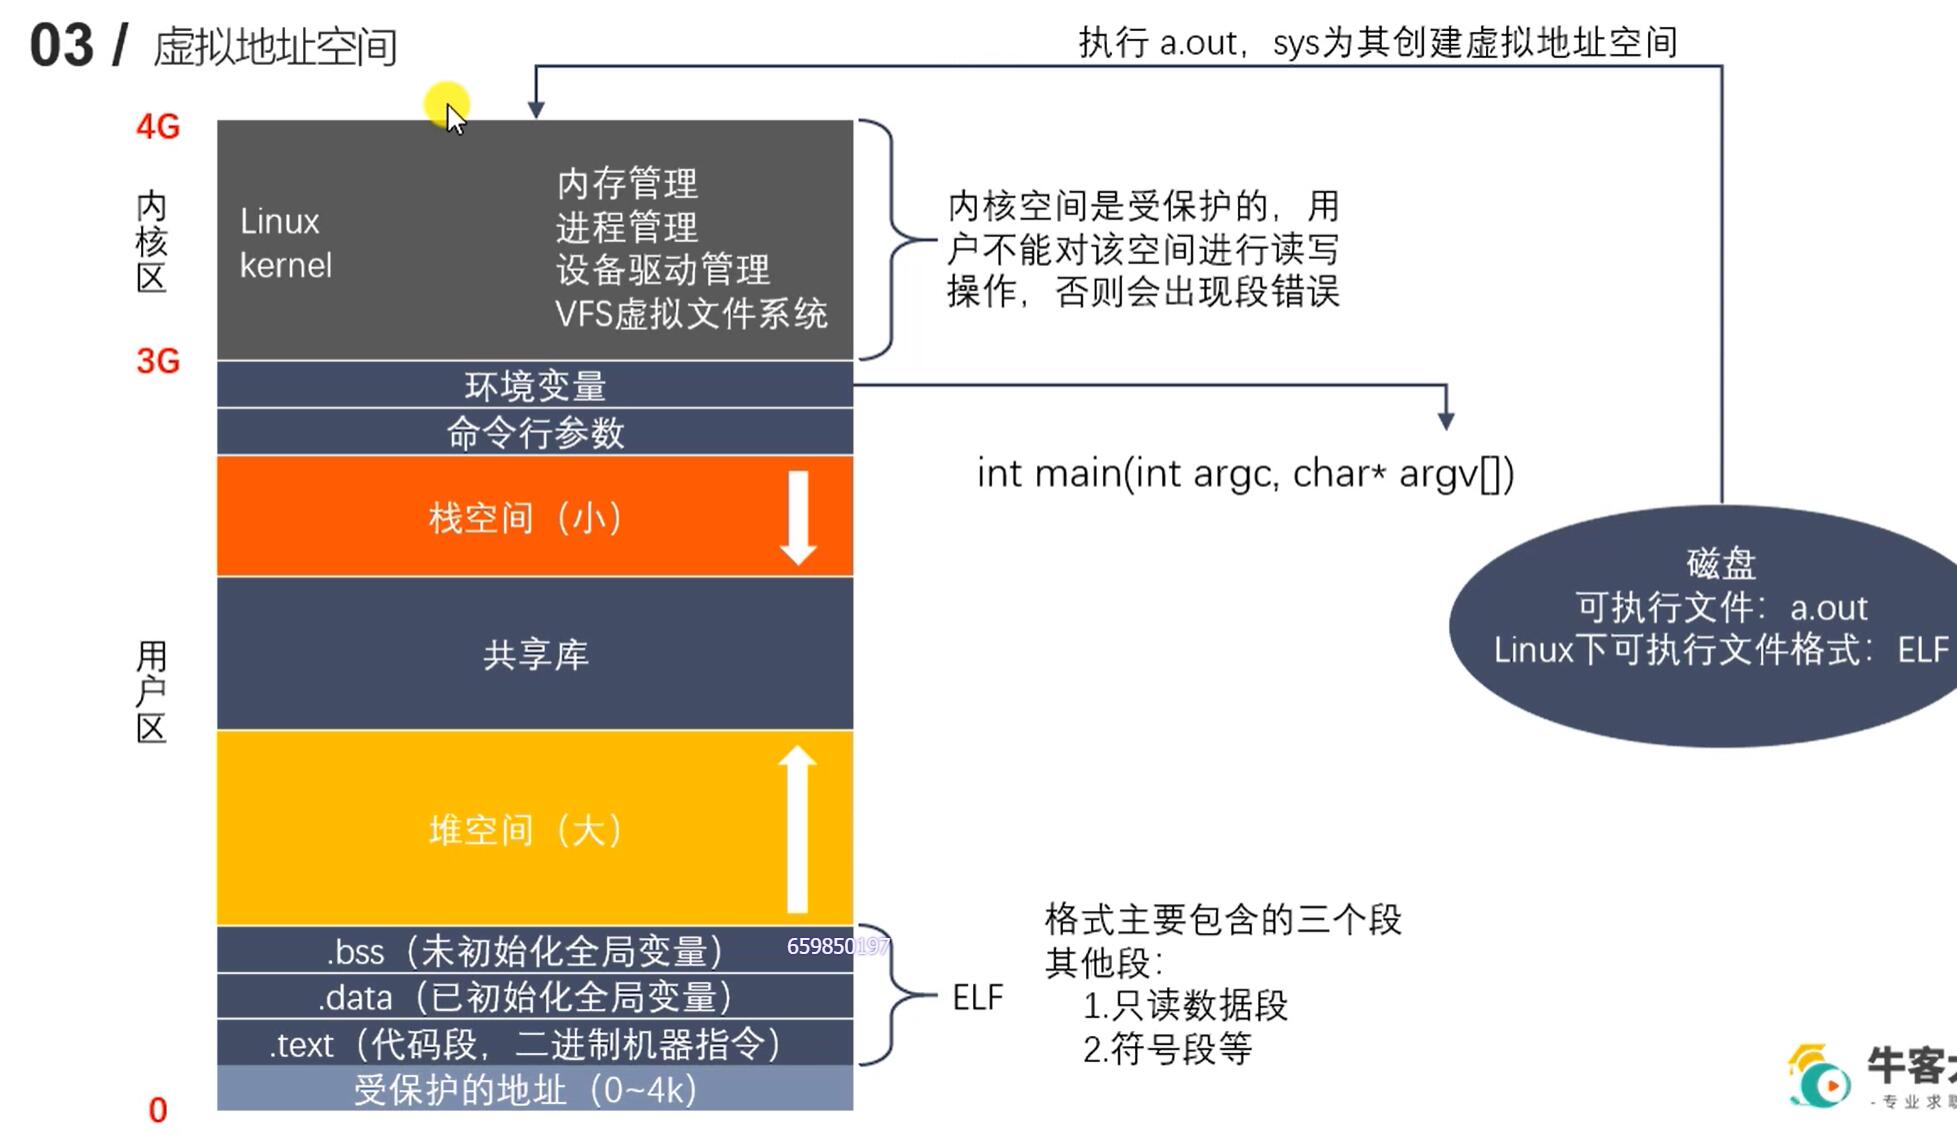 03 / 虚拟地址空间
执行 a.out，sys为其创建虚拟地址空间
4G
内核区
Linux
kernel
内存管理
进程管理
设备驱动管理
VFS虚拟文件系统
内核空间是受保护的，用
户不能对该空间进行读写
操作，否则会出现段错误
3G
环境变量
命令行参数
int main(int argc, char* argv[])
栈空间（小）
磁盘
可执行文件：a.out
Linux下可执行文件格式：ELF
共享库
用户区
堆空间（大）
.bss（未初始化全局变量）
659850197
.data（已初始化全局变量）
.text（代码段，二进制机器指令）
受保护的地址（0~4k）
0
ELF
格式主要包含的三个段
其他段：
1.只读数据段
2.符号段等
牛客
- 专业求